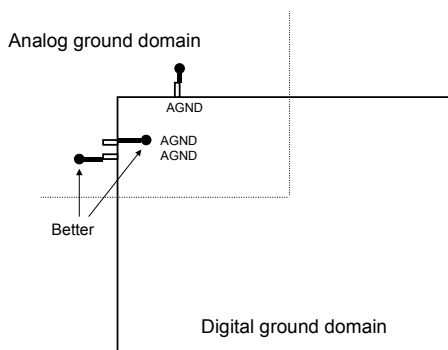 Analog ground domain
AGND
AGND
AGND
Better
Digital ground domain